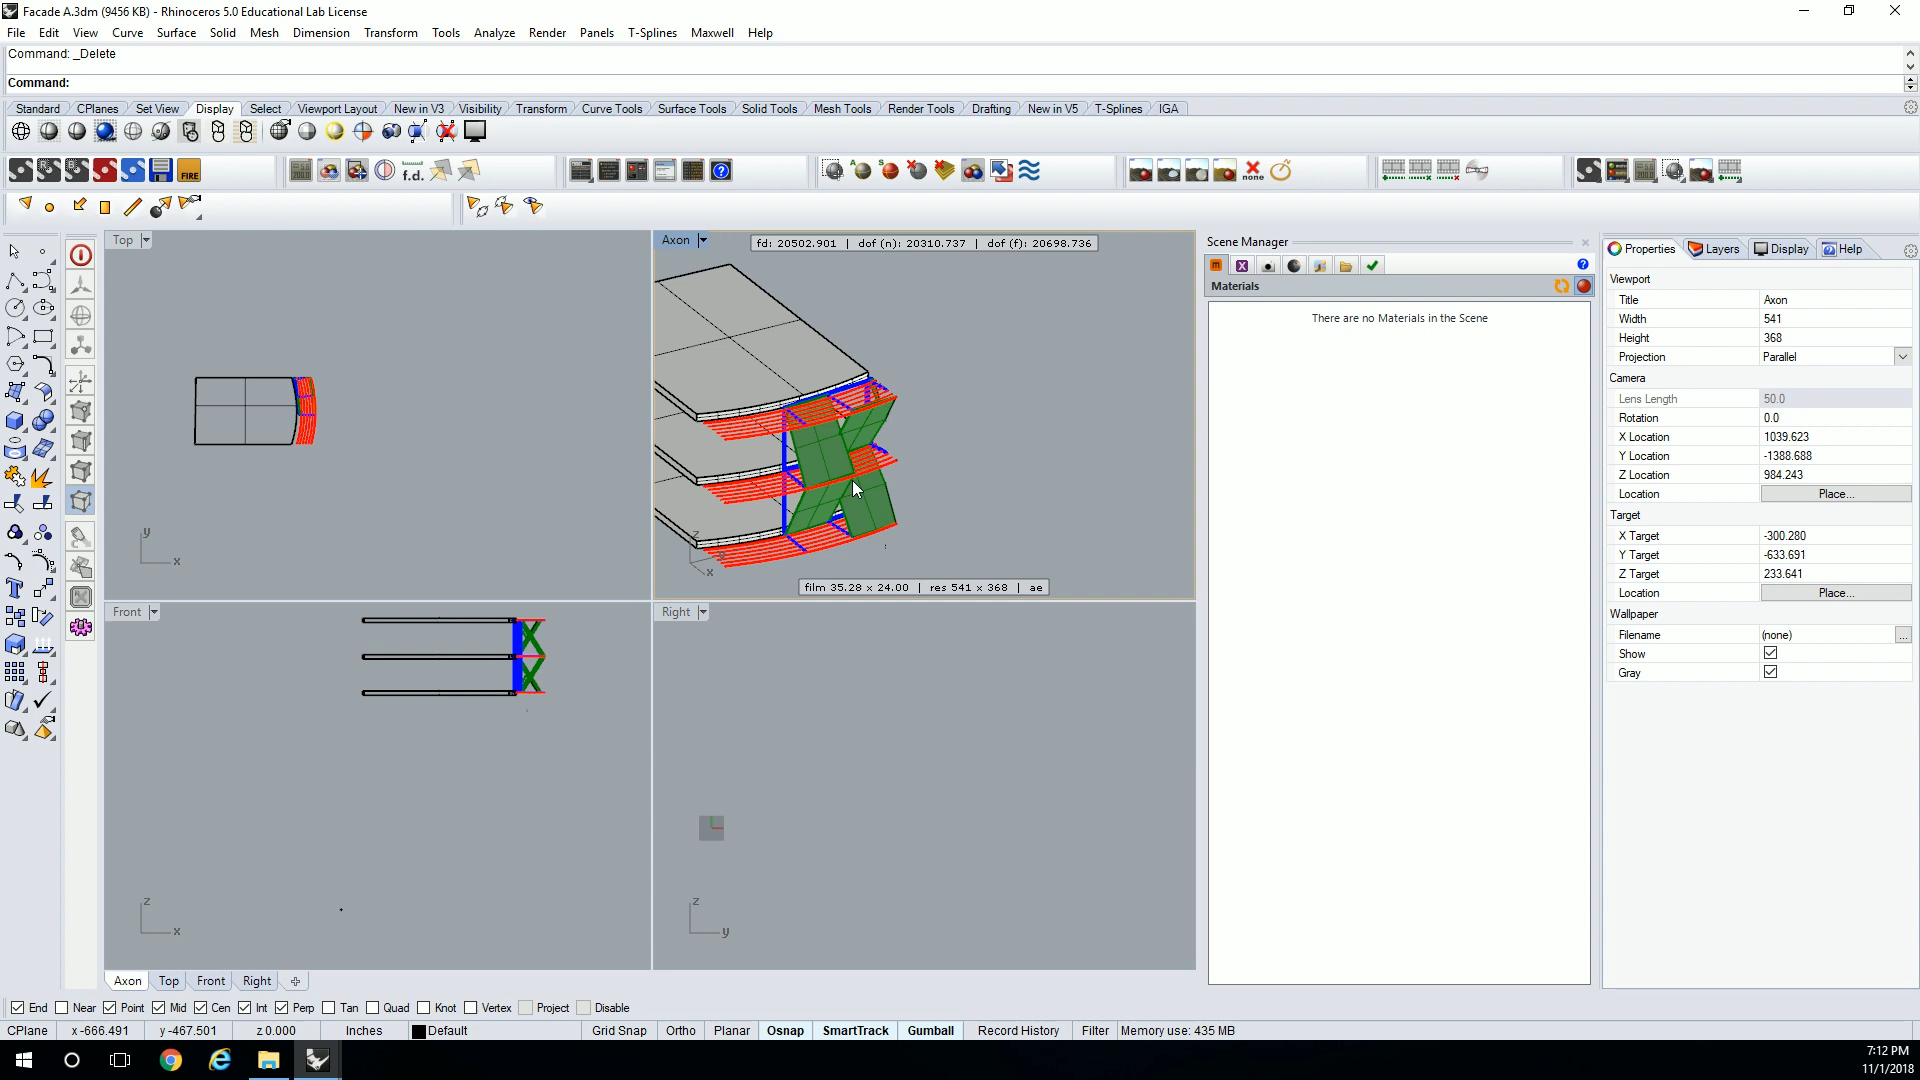 Facade A.3dm (9456 KB) - Rhinoceros 5.0 Educational Lab License
File Edit View Curve Surface Solid Mesh Dimension Transform Tools Analyze Render Panels T-Splines Maxwell Help
Command: _Delete
Command:
Standard CPlanes Set View Display Select Viewport Layout New in V3 Visibility Transform Curve Tools Surface Tools Solid Tools Mesh Tools Render Tools Drafting New in V5 T-Splines IGA
FIRE f.d. none
Top
Axon
fd: 20502.901 | dof (n): 20310.737 | dof (f): 20698.736
film 35.28 x 24.00 | res 541 x 368 | ae
Front
Right
y
x
z
x
z
x
z
y
Scene Manager
Materials
There are no Materials in the Scene
Properties Layers Display Help
Viewport
Title Axon
Width 541
Height 368
Projection Parallel
Camera
Lens Length 50.0
Rotation 0.0
X Location 1039.623
Y Location -1388.688
Z Location 984.243
Location Place...
Target
X Target -300.280
Y Target -633.691
Z Target 233.641
Location Place...
Wallpaper
Filename (none) ...
Show
Gray
Axon Top Front Right
End Near Point Mid Cen Int Perp Tan Quad Knot Vertex Project Disable
CPlane x -666.491 y -467.501 z 0.000 Inches Default Grid Snap Ortho Planar Osnap SmartTrack Gumball Record History Filter Memory use: 435 MB
7:12 PM
11/1/2018